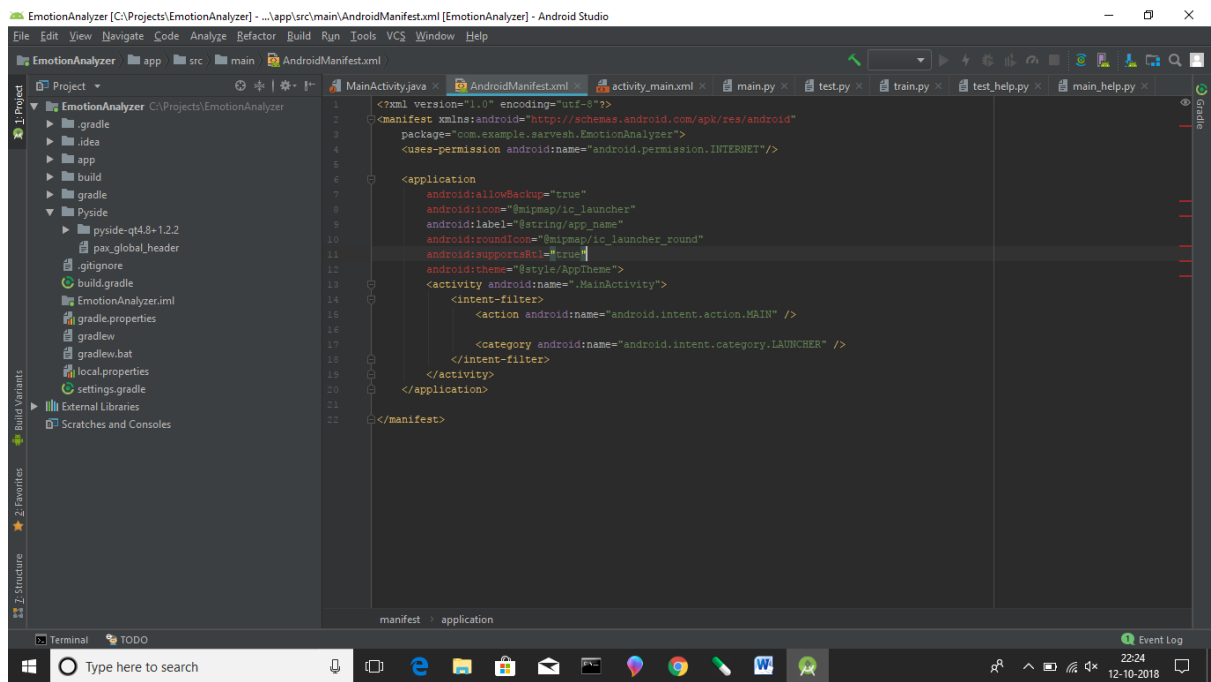 EmotionAnalyzer [C:\Projects\EmotionAnalyzer] - ...\app\src\main\AndroidManifest.xml [EmotionAnalyzer] - Android Studio
File Edit View Navigate Code Analyze Refactor Build Run Tools VCS Window Help
EmotionAnalyzer app src main AndroidManifest.xml
1: Project
Project
MainActivity.java AndroidManifest.xml activity_main.xml main.py test.py train.py test_help.py main_help.py
Gradle
EmotionAnalyzer C:\Projects\EmotionAnalyzer
.gradle
.idea
app
build
gradle
Pyside
pyside-qt4.8+1.2.2
pax_global_header
.gitignore
build.gradle
EmotionAnalyzer.iml
gradle.properties
gradlew
gradlew.bat
local.properties
settings.gradle
External Libraries
Scratches and Consoles
Build Variants
2: Favorites
Z: Structure
1 <?xml version="1.0" encoding="utf-8"?>
2 <manifest xmlns:android="http://schemas.android.com/apk/res/android"
3 package="com.example.sarvesh.EmotionAnalyzer">
4 <uses-permission android:name="android.permission.INTERNET"/>
5
6 <application
7 android:allowBackup="true"
8 android:icon="@mipmap/ic_launcher"
9 android:label="@string/app_name"
10 android:roundIcon="@mipmap/ic_launcher_round"
11 android:supportsRtl="true"
12 android:theme="@style/AppTheme">
13 <activity android:name=".MainActivity">
14 <intent-filter>
15 <action android:name="android.intent.action.MAIN" />
16
17 <category android:name="android.intent.category.LAUNCHER" />
18 </intent-filter>
19 </activity>
20 </application>
21
22 </manifest>
manifest application
Terminal TODO
1 Event Log
Type here to search
22:24
12-10-2018